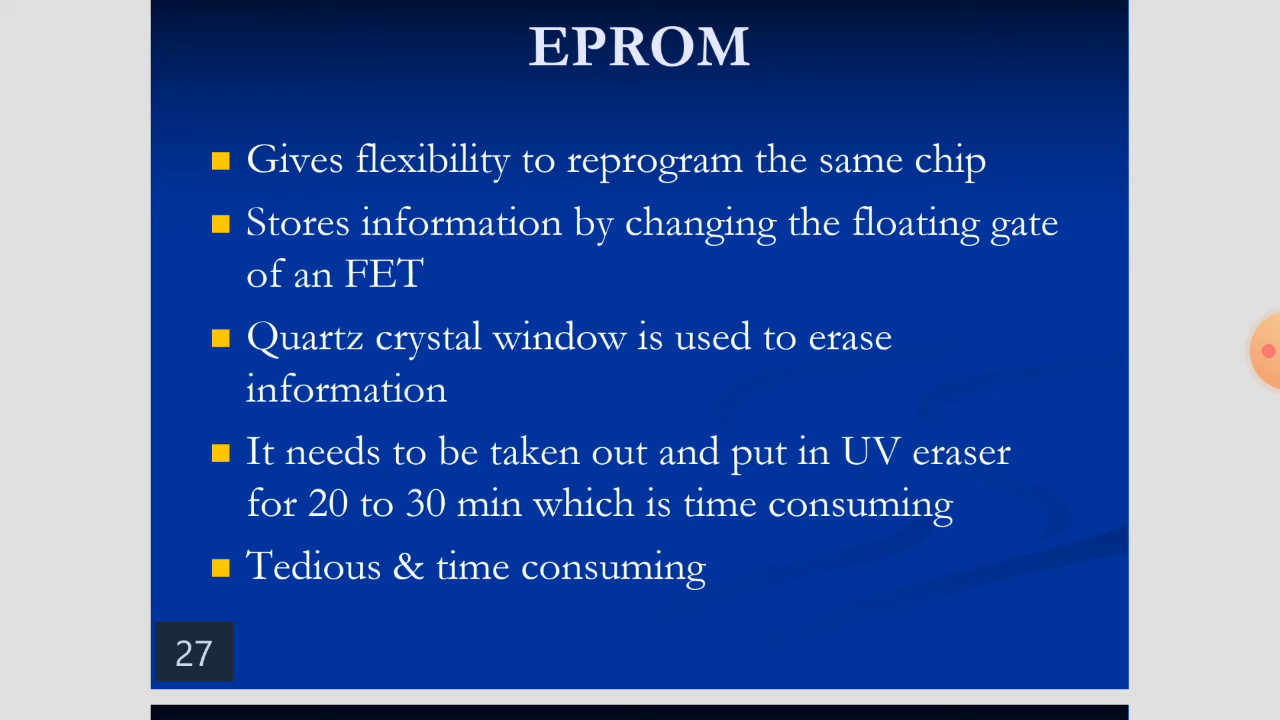 EPROM
Gives flexibility to reprogram the same chip
Stores information by changing the floating gate
of an FET
Quartz crystal window is used to erase
information
It needs to be taken out and put in UV eraser
for 20 to 30 min which is time consuming
Tedious & time consuming
27